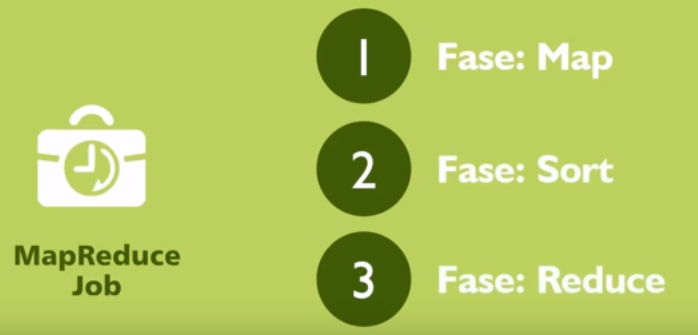 1 Fase: Map
2 Fase: Sort
MapReduce
Job
3 Fase: Reduce